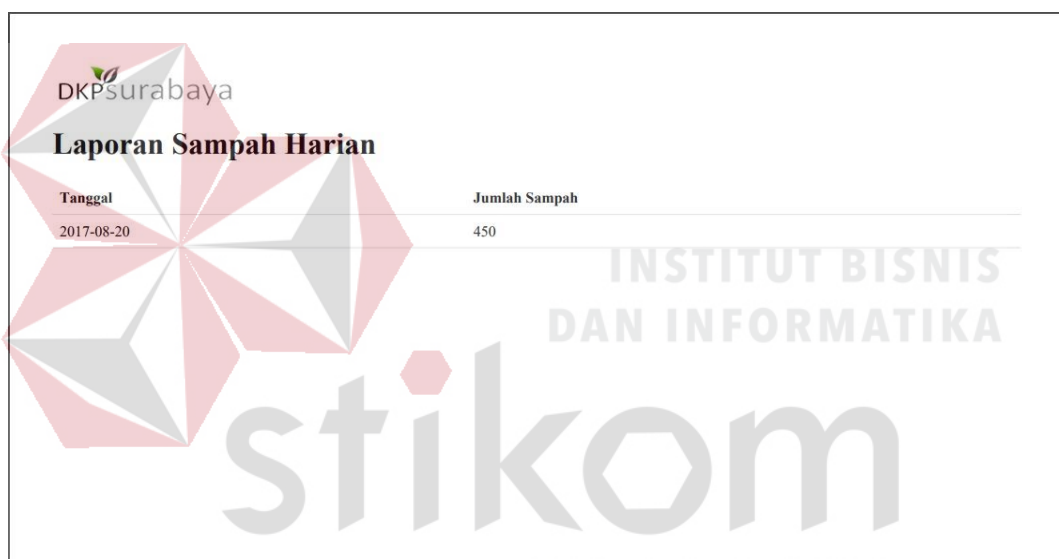 DKPsurabaya
Laporan Sampah Harian
Tanggal Jumlah Sampah
2017-08-20 450
INSTITUT BISNIS
DAN INFORMATIKA
stikom